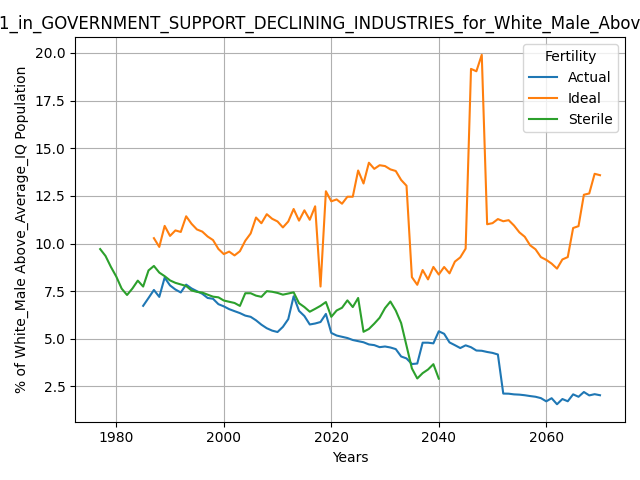 1_in_GOVERNMENT_SUPPORT_DECLINING_INDUSTRIES_for_White_Male_Abov
Fertility
Actual
Ideal
Sterile
% of White_Male Above_Average_IQ Population
20.0
17.5
15.0
12.5
10.0
7.5
5.0
2.5
1980
2000
2020
2040
2060
Years